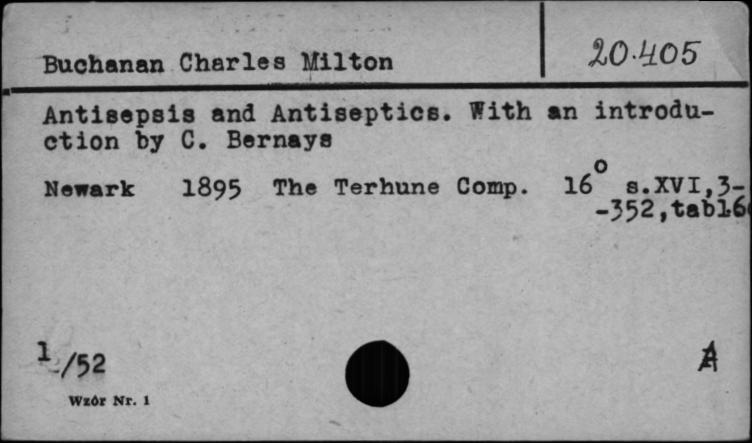 Buchanan Charles Milton
20.405
Antisepsis and Antiseptics. With an introdu-
ction by C. Bernays
Newark 1895 The Terhune Comp. 16° s.XVI,3-
-352,tabl.6
1/52
A
Wzór Nr. 1